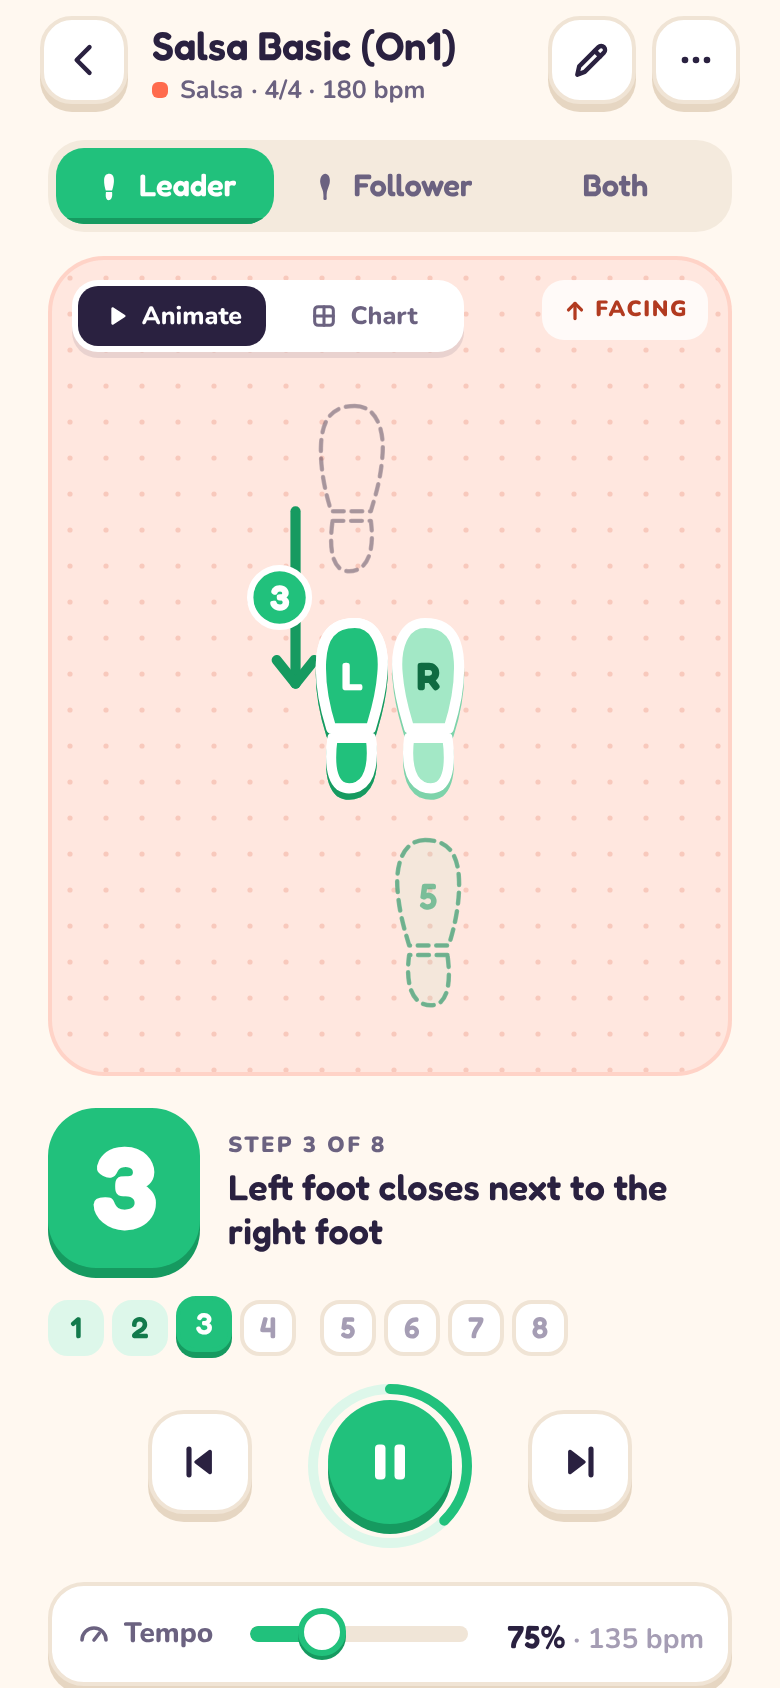 Salsa Basic (On1)
Salsa · 4/4 · 180 bpm
Leader
Follower
Both
Animate
Chart
FACING
3
L
R
5
3
STEP 3 OF 8
Left foot closes next to the
right foot
1 2 3 4 5 6 7 8
Tempo
75% · 135 bpm